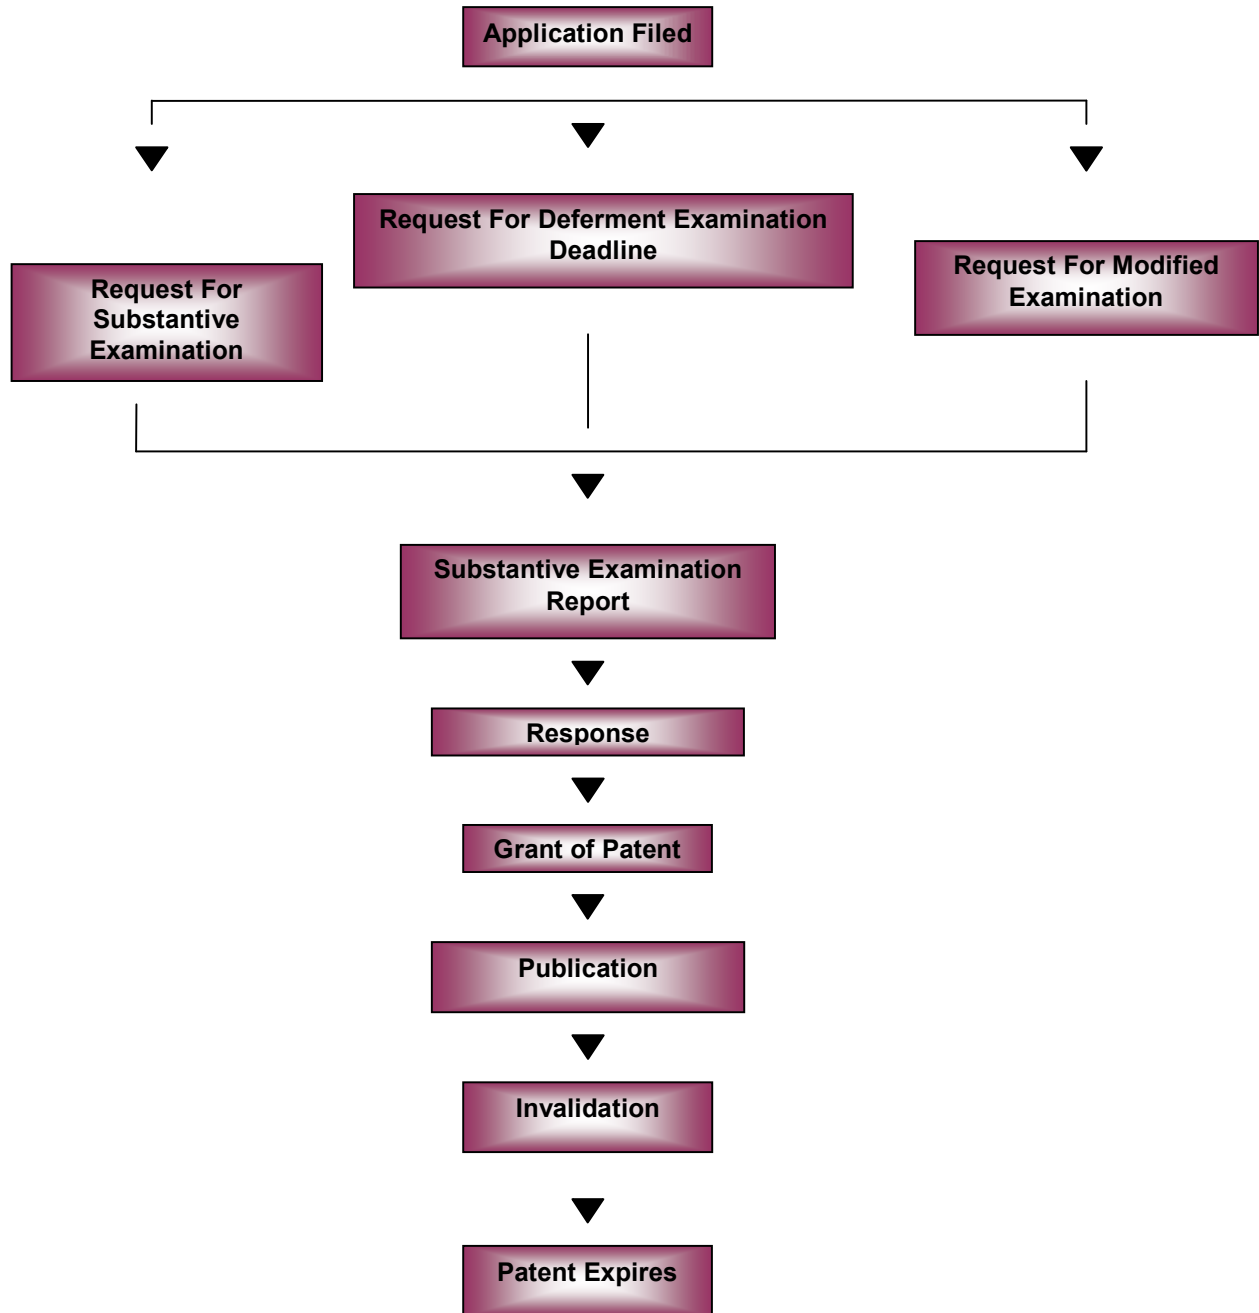 Application Filed
Request For Deferment Examination
Deadline
Request For Modified
Examination
Request For
Substantive
Examination
Substantive Examination
Report
Response
Grant of Patent
Publication
Invalidation
Patent Expires